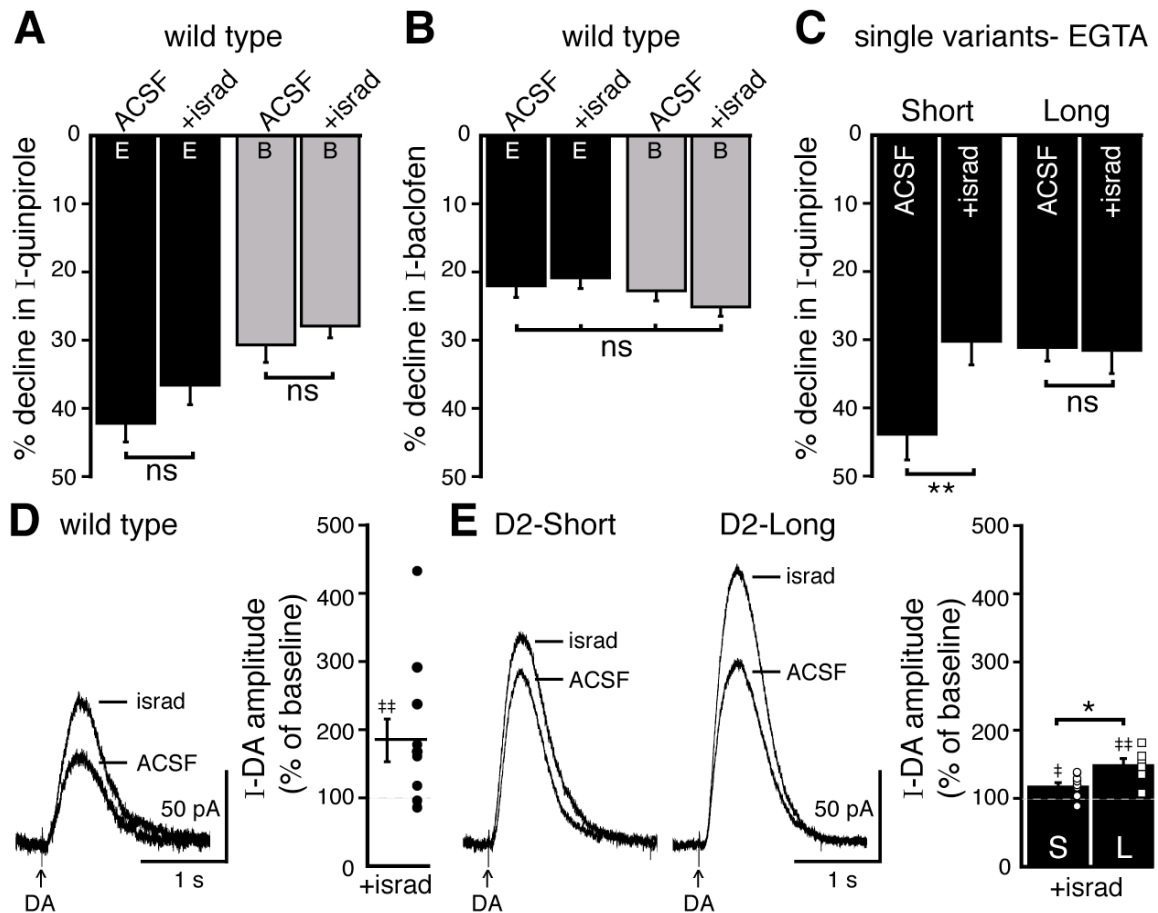 A
wild type
ACSF
+israd
ACSF
+israd
0
10
20
30
40
50
% decline in I-quinpirole
E
E
B
B
ns
ns
B
wild type
ACSF
+israd
ACSF
+israd
0
10
20
30
40
50
% decline in I-baclofen
E
E
B
B
ns
C
single variants- EGTA
Short
Long
0
10
20
30
40
50
% decline in I-quinpirole
ACSF
+israd
ACSF
+israd
**
ns
D
wild type
israd
ACSF
50 pA
1 s
DA
I-DA amplitude
(% of baseline)
500
400
300
200
100
0
‡‡
+israd
E
D2-Short
israd
ACSF
DA
D2-Long
israd
ACSF
50 pA
1 s
DA
I-DA amplitude
(% of baseline)
500
400
300
200
100
0
*
‡
‡‡
S
L
+israd